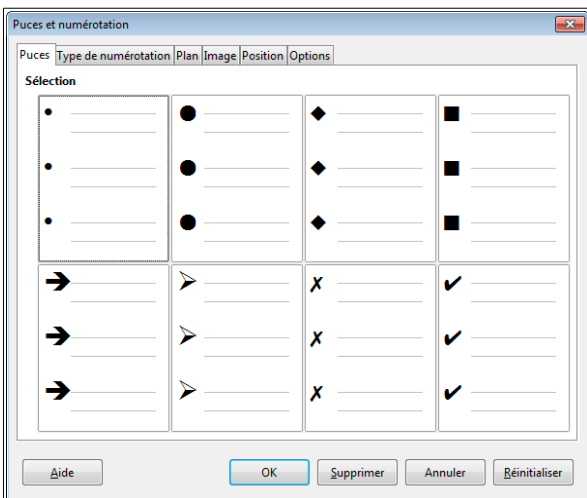 Puces et numérotation
Puces Type de numérotation Plan Image Position Options
Sélection
Aide OK Supprimer Annuler Réinitialiser